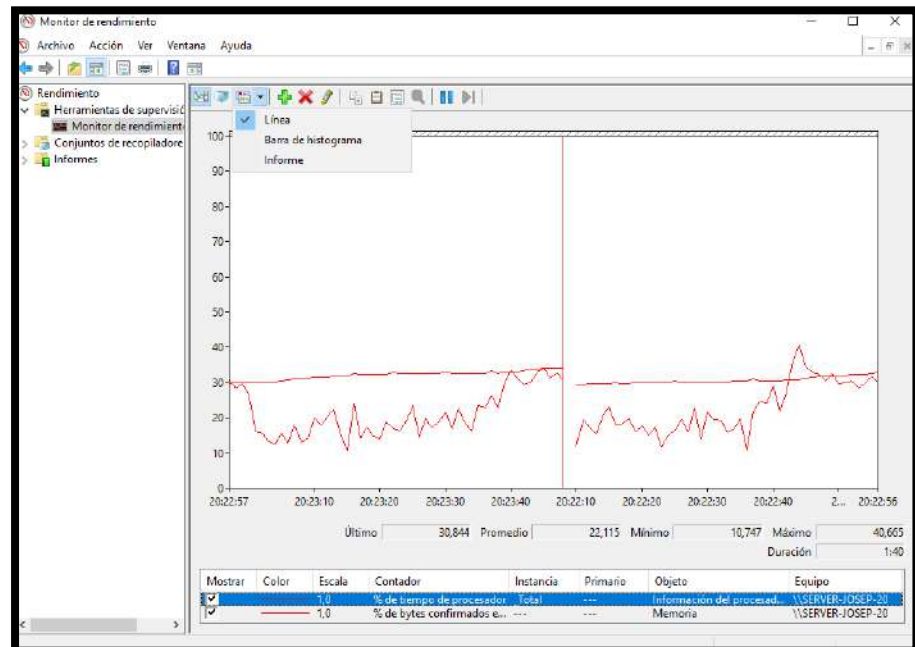 Monitor de rendimiento
Archivo Acción Ver Ventana Ayuda
Rendimiento
Herramientas de supervisió
Monitor de rendimient
Conjuntos de recopiladore
Informes
Línea
Barra de histograma
Informe
100
90
80
70
60
50
40
30
20
10
0
20:22:57 20:23:10 20:23:20 20:23:30 20:23:40 20:22:10 20:22:20 20:22:30 20:22:40 2... 20:22:56
Último 30,844 Promedio 22,115 Mínimo 10,747 Máximo 40,665
Duración 1:40
Mostrar Color Escala Contador Instancia Primario Objeto Equipo
1,0 % de tiempo de procesador _Total --- Información del procesad... \\SERVER-JOSEP-20
1,0 % de bytes confirmados e... --- --- Memoria \\SERVER-JOSEP-20